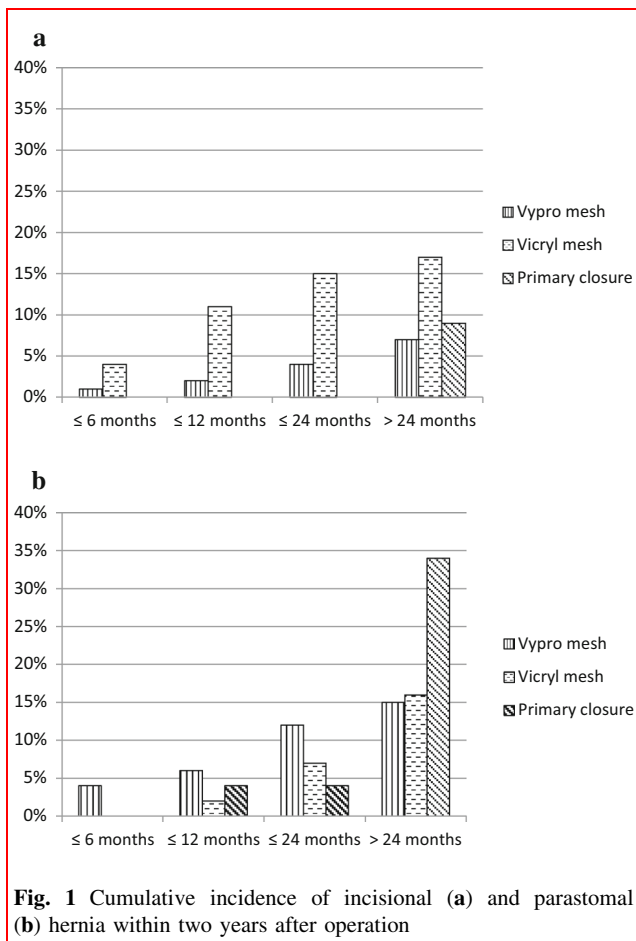 a
40%
35%
30%
25%
20%
15%
10%
5%
0%
≤ 6 months ≤ 12 months ≤ 24 months > 24 months
Vypro mesh
Vicryl mesh
Primary closure
b
40%
35%
30%
25%
20%
15%
10%
5%
0%
≤ 6 months ≤ 12 months ≤ 24 months > 24 months
Vypro mesh
Vicryl mesh
Primary closure
Fig. 1 Cumulative incidence of incisional (a) and parastomal
(b) hernia within two years after operation